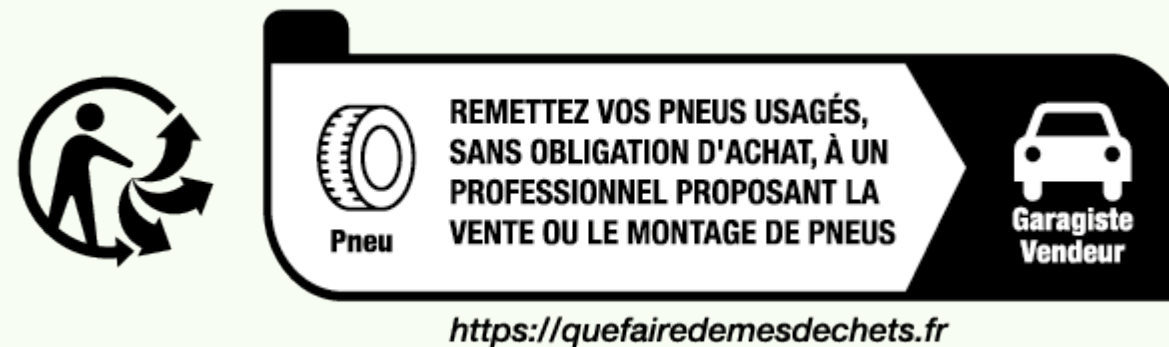 Pneu
REMETTEZ VOS PNEUS USAGÉS,
SANS OBLIGATION D'ACHAT, À UN
PROFESSIONNEL PROPOSANT LA
VENTE OU LE MONTAGE DE PNEUS
Garagiste
Vendeur
https://quefairedemesdechets.fr